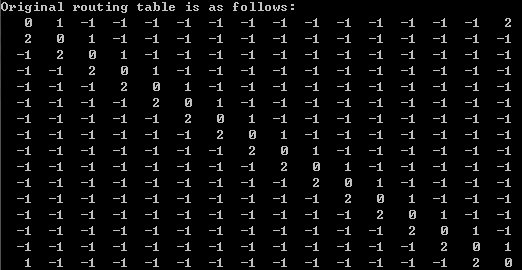 Original routing table is as follows:
0 1 -1 -1 -1 -1 -1 -1 -1 -1 -1 -1 -1 -1 -1 2
2 0 1 -1 -1 -1 -1 -1 -1 -1 -1 -1 -1 -1 -1 -1
-1 2 0 1 -1 -1 -1 -1 -1 -1 -1 -1 -1 -1 -1 -1
-1 -1 2 0 1 -1 -1 -1 -1 -1 -1 -1 -1 -1 -1 -1
-1 -1 -1 2 0 1 -1 -1 -1 -1 -1 -1 -1 -1 -1 -1
-1 -1 -1 -1 2 0 1 -1 -1 -1 -1 -1 -1 -1 -1 -1
-1 -1 -1 -1 -1 2 0 1 -1 -1 -1 -1 -1 -1 -1 -1
-1 -1 -1 -1 -1 -1 2 0 1 -1 -1 -1 -1 -1 -1 -1
-1 -1 -1 -1 -1 -1 -1 2 0 1 -1 -1 -1 -1 -1 -1
-1 -1 -1 -1 -1 -1 -1 -1 2 0 1 -1 -1 -1 -1 -1
-1 -1 -1 -1 -1 -1 -1 -1 -1 2 0 1 -1 -1 -1 -1
-1 -1 -1 -1 -1 -1 -1 -1 -1 -1 2 0 1 -1 -1 -1
-1 -1 -1 -1 -1 -1 -1 -1 -1 -1 -1 2 0 1 -1 -1
-1 -1 -1 -1 -1 -1 -1 -1 -1 -1 -1 -1 2 0 1 -1
-1 -1 -1 -1 -1 -1 -1 -1 -1 -1 -1 -1 -1 2 0 1
1 -1 -1 -1 -1 -1 -1 -1 -1 -1 -1 -1 -1 -1 2 0